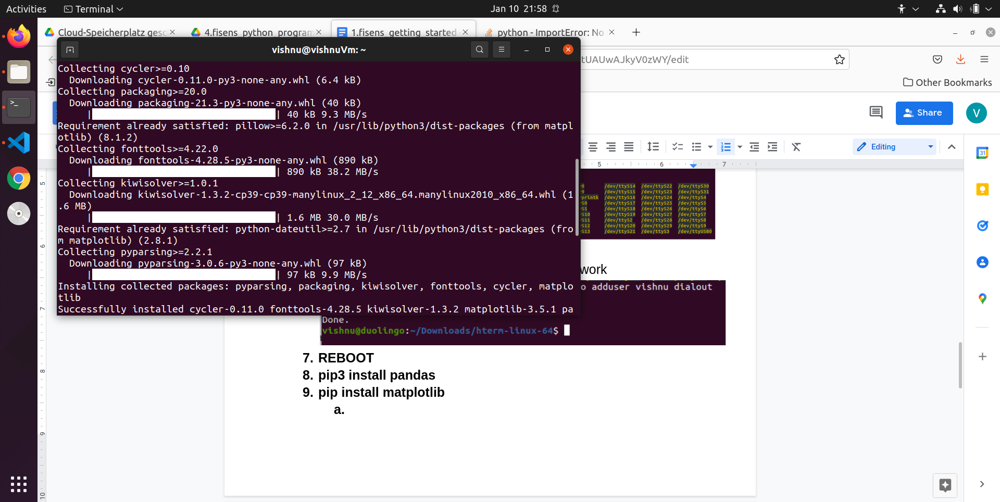 Activities
Terminal
Jan 10 21:58
Cloud-Speicherplatz gesc
4.fisens_python_program
1.fisens_getting_started
python - ImportError: No
vishnu@vishnuVm: ~
tUAUwAJkyV0zWY/edit
Other Bookmarks
Share
V
Editing
31
5 6 7
5
6
7
8
9
10
Collecting cycler>=0.10
Downloading cycler-0.11.0-py3-none-any.whl (6.4 kB)
Collecting packaging>=20.0
Downloading packaging-21.3-py3-none-any.whl (40 kB)
| | 40 kB 9.3 MB/s
Requirement already satisfied: pillow>=6.2.0 in /usr/lib/python3/dist-packages (from matpl
otlib) (8.1.2)
Collecting fonttools>=4.22.0
Downloading fonttools-4.28.5-py3-none-any.whl (890 kB)
| | 890 kB 38.2 MB/s
Collecting kiwisolver>=1.0.1
Downloading kiwisolver-1.3.2-cp39-cp39-manylinux_2_12_x86_64.manylinux2010_x86_64.whl (1
.6 MB)
| | 1.6 MB 30.0 MB/s
Requirement already satisfied: python-dateutil>=2.7 in /usr/lib/python3/dist-packages (fro
m matplotlib) (2.8.1)
Collecting pyparsing>=2.2.1
Downloading pyparsing-3.0.6-py3-none-any.whl (97 kB)
| | 97 kB 9.9 MB/s
Installing collected packages: pyparsing, packaging, kiwisolver, fonttools, cycler, matplo
tlib
Successfully installed cycler-0.11.0 fonttools-4.28.5 kiwisolver-1.3.2 matplotlib-3.5.1 pa
/dev/ttyS14 /dev/ttyS22 /dev/ttyS30
/dev/ttyS15 /dev/ttyS23 /dev/ttyS31
printk /dev/ttyS16 /dev/ttyS24 /dev/ttyS4
S0 /dev/ttyS17 /dev/ttyS25 /dev/ttyS5
S1 /dev/ttyS18 /dev/ttyS26 /dev/ttyS6
S10 /dev/ttyS19 /dev/ttyS27 /dev/ttyS7
S11 /dev/ttyS2 /dev/ttyS28 /dev/ttyS8
S12 /dev/ttyS20 /dev/ttyS29 /dev/ttyS9
S13 /dev/ttyS21 /dev/ttyS3 /dev/ttyUSB0
work
o adduser vishnu dialout
Done.
vishnu@duolingo:~/Downloads/hterm-linux-64$
7. REBOOT
8. pip3 install pandas
9. pip install matplotlib
a.